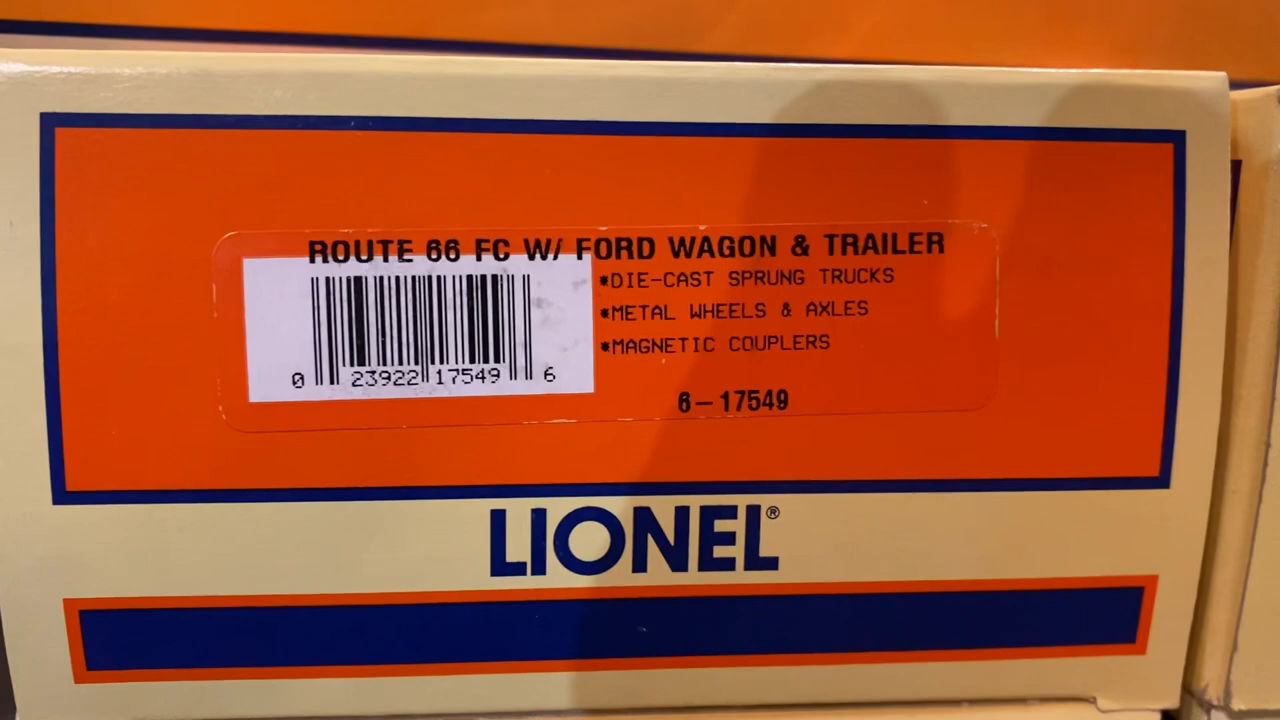 ROUTE 66 FC W/ FORD WAGON & TRAILER
*DIE-CAST SPRUNG TRUCKS
*METAL WHEELS & AXLES
*MAGNETIC COUPLERS
0 23922 17549 6
6-17549
LIONEL®